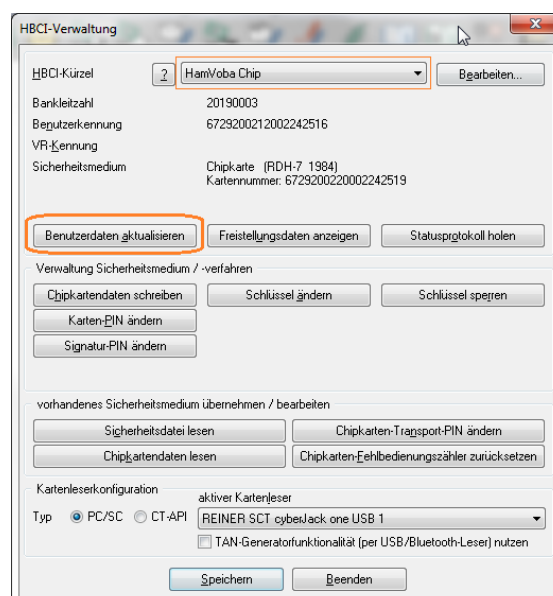 HBCI-Verwaltung
HBCI-Kürzel ? HamVoba Chip Bearbeiten...
Bankleitzahl 20190003
Benutzerkennung 6729200212002242516
VR-Kennung
Sicherheitsmedium Chipkarte (RDH-7 1984)
Kartennummer: 6729200220002242519
Benutzerdaten aktualisieren Freistellungsdaten anzeigen Statusprotokoll holen
Verwaltung Sicherheitsmedium / -verfahren
Chipkartendaten schreiben Schlüssel ändern Schlüssel sperren
Karten-PIN ändern
Signatur-PIN ändern
vorhandenes Sicherheitsmedium übernehmen / bearbeiten
Sicherheitsdatei lesen Chipkarten-Transport-PIN ändern
Chipkartendaten lesen Chipkarten-Fehlbedienungszähler zurücksetzen
Kartenleserkonfiguration
aktiver Kartenleser
Typ PC/SC CT-API REINER SCT cyberJack one USB 1
TAN-Generatorfunktionalität (per USB/Bluetooth-Leser) nutzen
Speichern Beenden